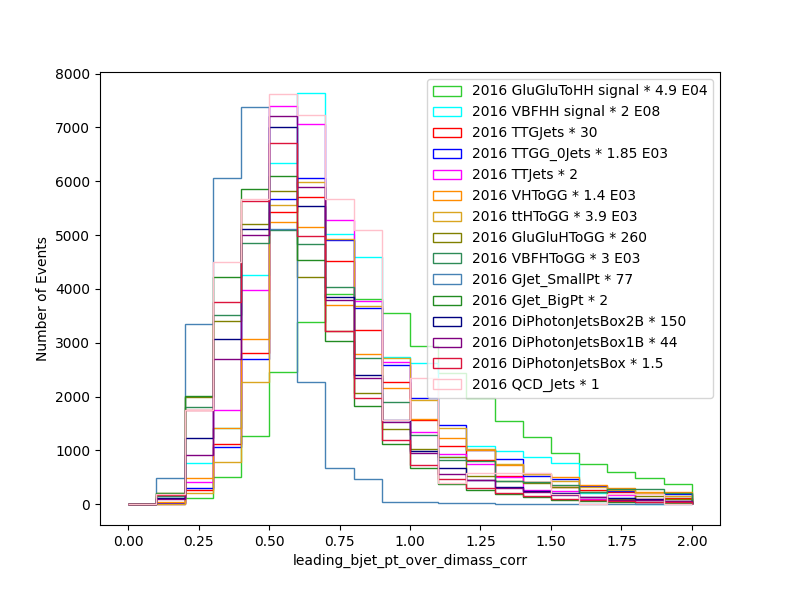 8000
7000
6000
5000
4000
3000
2000
1000
0
Number of Events
0.00 0.25 0.50 0.75 1.00 1.25 1.50 1.75 2.00
leading_bjet_pt_over_dimass_corr
2016 GluGluToHH signal * 4.9 E04
2016 VBFHH signal * 2 E08
2016 TTGJets * 30
2016 TTGG_0Jets * 1.85 E03
2016 TTJets * 2
2016 VHToGG * 1.4 E03
2016 ttHToGG * 3.9 E03
2016 GluGluHToGG * 260
2016 VBFHToGG * 3 E03
2016 GJet_SmallPt * 77
2016 GJet_BigPt * 2
2016 DiPhotonJetsBox2B * 150
2016 DiPhotonJetsBox1B * 44
2016 DiPhotonJetsBox * 1.5
2016 QCD_Jets * 1